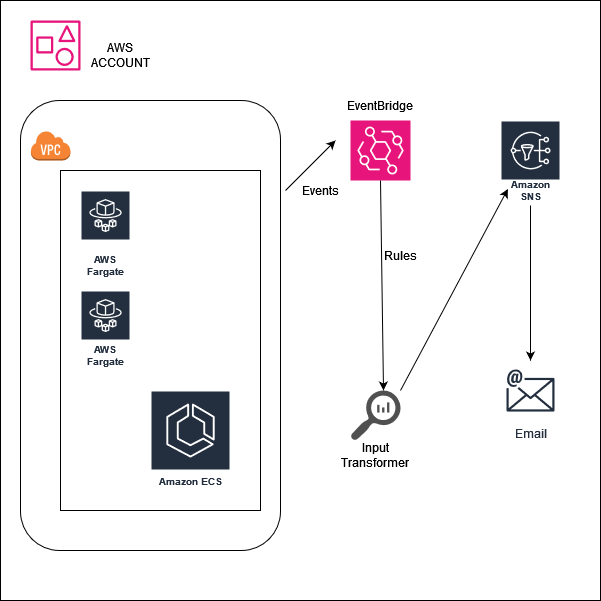 AWS
ACCOUNT
EventBridge
VPC
Events
Amazon
SNS
AWS
Fargate
Rules
AWS
Fargate
@
Amazon ECS
Input
Transformer
Email